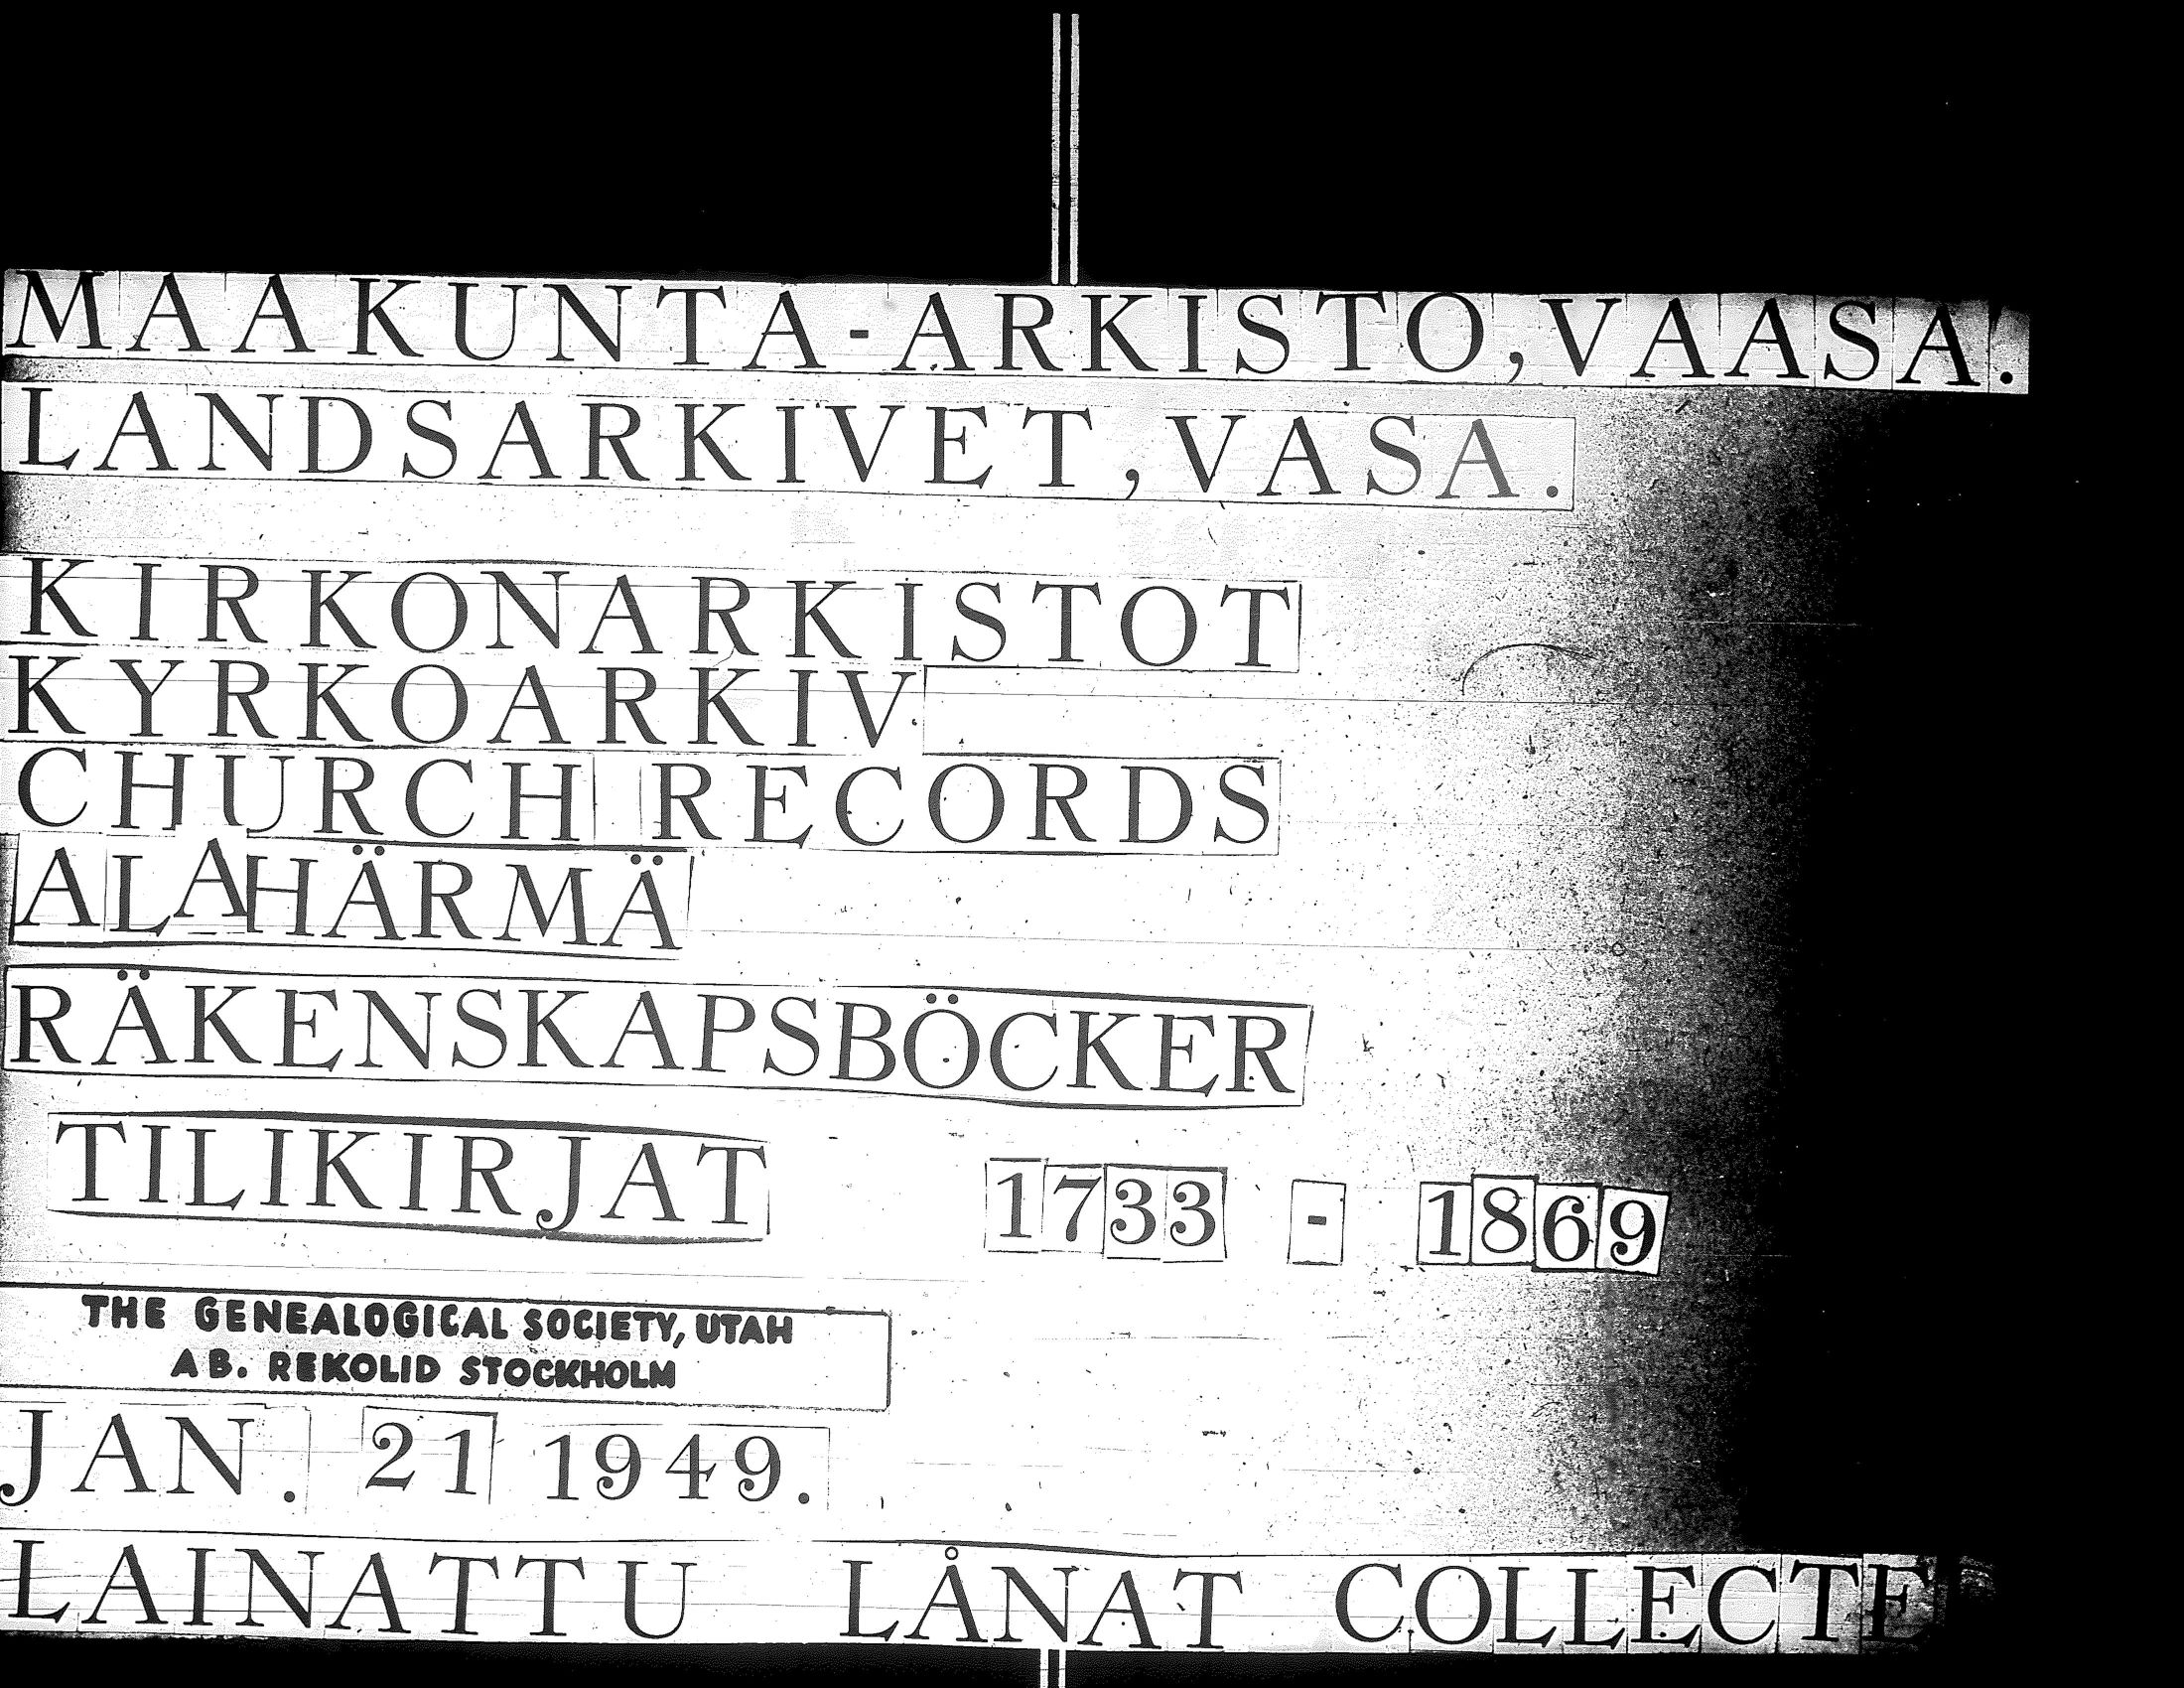 MAAKUNTA-ARKISTO, VAASA.
LANDSARKIVET, VASA.
KIRKONARKISTOT
KYRKOARKIV
CHURCH RECORDS
ALAHÄRMÄ
RÄKENSKAPSBÖCKER
TILIKIRJAT 1733 - 1869
THE GENEALOGICAL SOCIETY, UTAH
AB. REKOLID STOCKHOLM
JAN. 21 1949.
LAINATTU LÅNAT COLLECTE